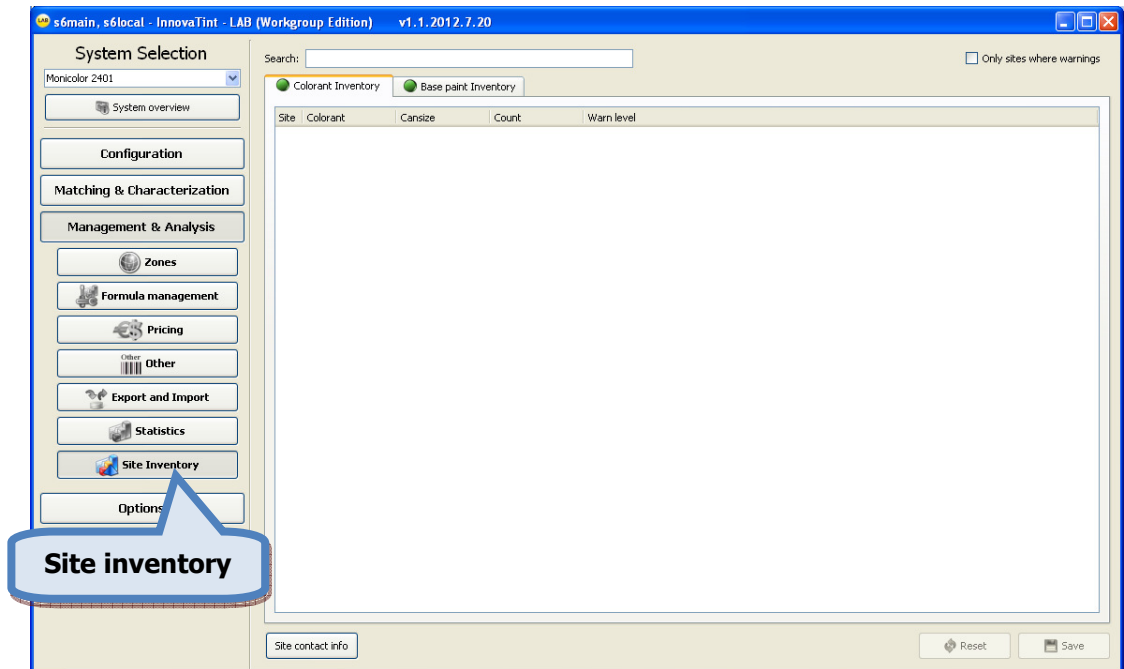 LAB s6main, s6local - InnovaTint - LAB (Workgroup Edition) v1.1.2012.7.20
System Selection
Monicolor 2401
System overview
Configuration
Matching & Characterization
Management & Analysis
Zones
Formula management
Pricing
Other Other
Export and Import
Statistics
Site Inventory
Options
Site inventory
Search:
Only sites where warnings
Colorant Inventory Base paint Inventory
Site Colorant Cansize Count Warn level
Site contact info
Reset Save